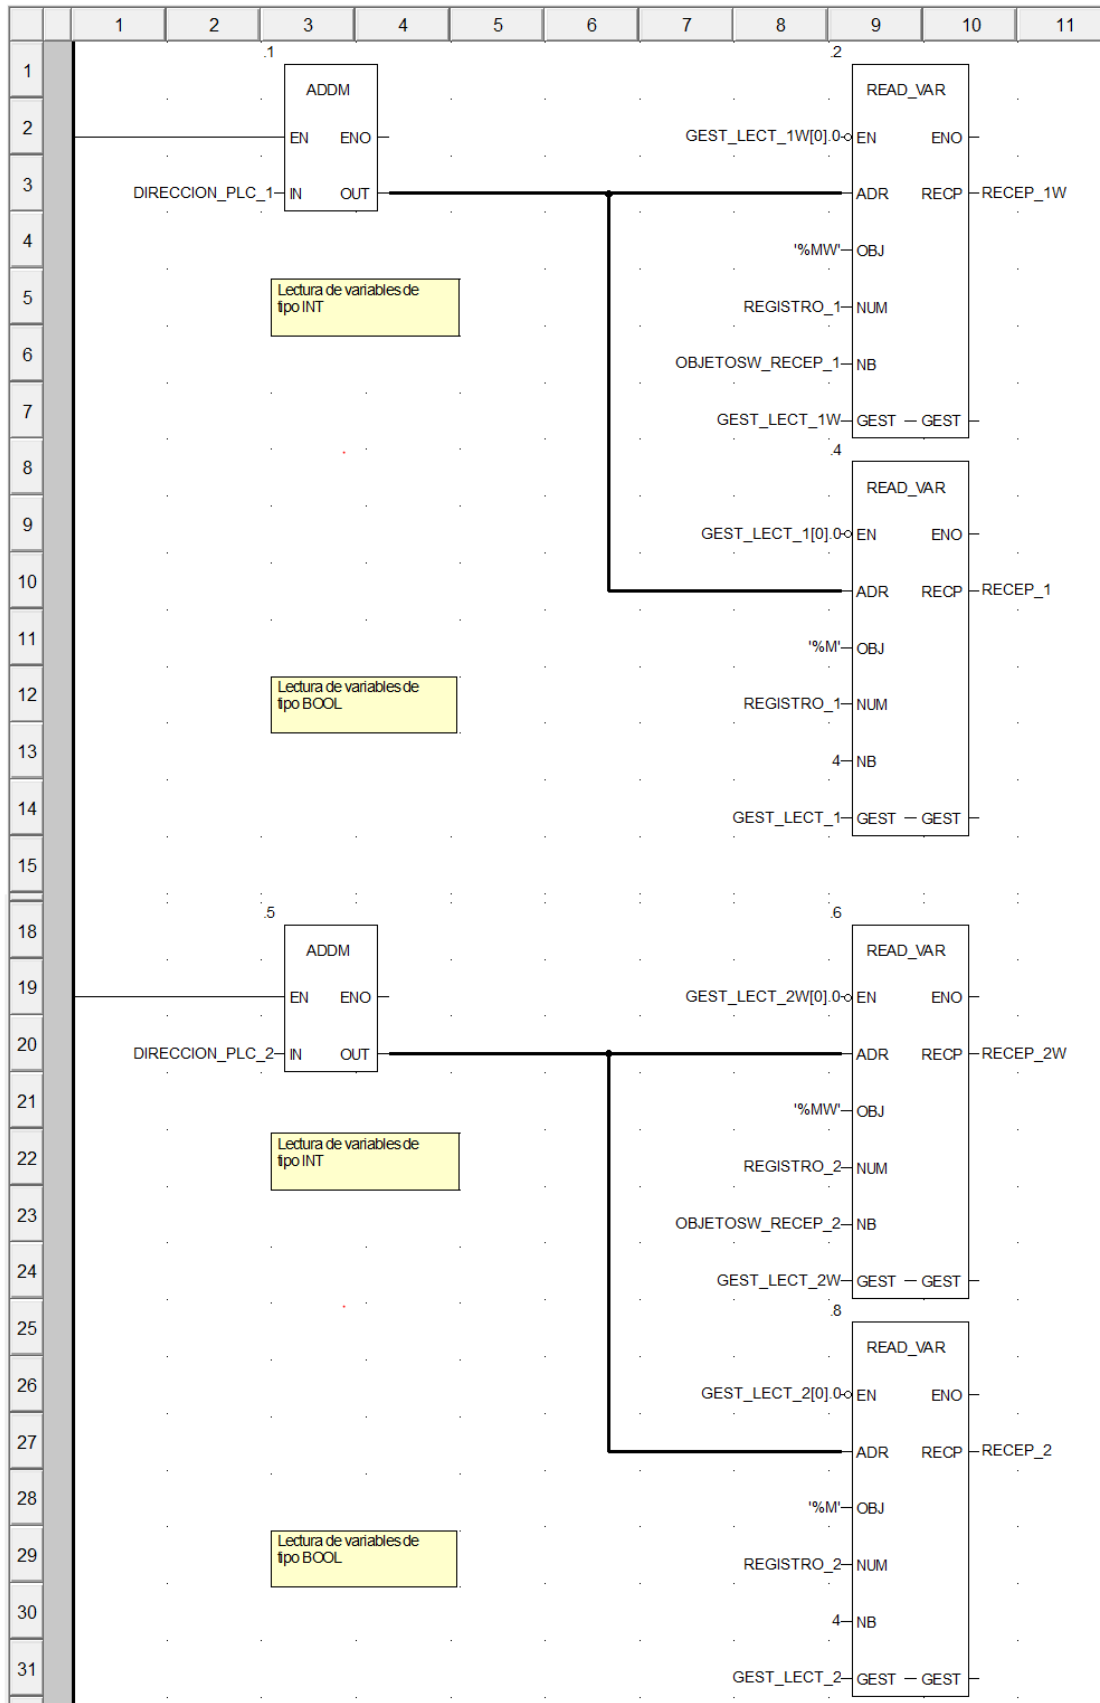 1 2 3 4 5 6 7 8 9 10 11
.1 .2
1
ADDM READ_VAR
2
EN ENO GEST_LECT_1W[0].0 EN ENO
3
DIRECCION_PLC_1 IN OUT ADR RECP RECEP_1W
4
'%MW' OBJ
5
Lectura de variables de
tipo INT
REGISTRO_1 NUM
6
OBJETOSW_RECEP_1 NB
7
GEST_LECT_1W GEST GEST
8
.4
READ_VAR
9
GEST_LECT_1[0].0 EN ENO
10
ADR RECP RECEP_1
11
'%M' OBJ
12
Lectura de variables de
tipo BOOL
REGISTRO_1 NUM
13
4 NB
14
GEST_LECT_1 GEST GEST
15
.5 .6
18
ADDM READ_VAR
19
EN ENO GEST_LECT_2W[0].0 EN ENO
20
DIRECCION_PLC_2 IN OUT ADR RECP RECEP_2W
21
'%MW' OBJ
22
Lectura de variables de
tipo INT
REGISTRO_2 NUM
23
OBJETOSW_RECEP_2 NB
24
GEST_LECT_2W GEST GEST
25
.8
READ_VAR
26
GEST_LECT_2[0].0 EN ENO
27
ADR RECP RECEP_2
28
'%M' OBJ
29
Lectura de variables de
tipo BOOL
REGISTRO_2 NUM
30
4 NB
31
GEST_LECT_2 GEST GEST